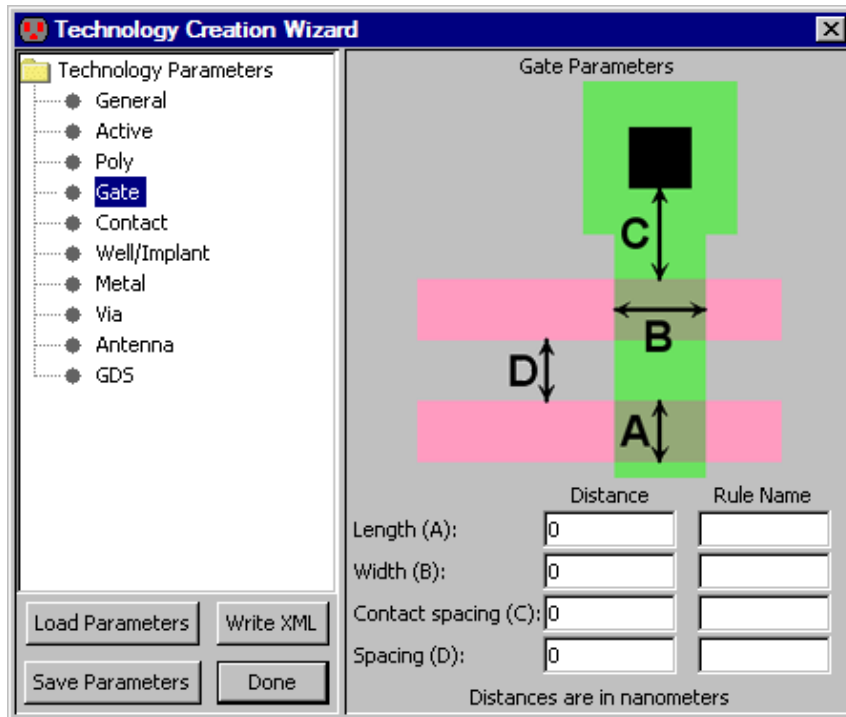 Technology Creation Wizard
Technology Parameters
General
Active
Poly
Gate
Contact
Well/Implant
Metal
Via
Antenna
GDS
Load Parameters
Write XML
Save Parameters
Done
Gate Parameters
C
B
D
A
Distance Rule Name
Length (A): 0
Width (B): 0
Contact spacing (C): 0
Spacing (D): 0
Distances are in nanometers